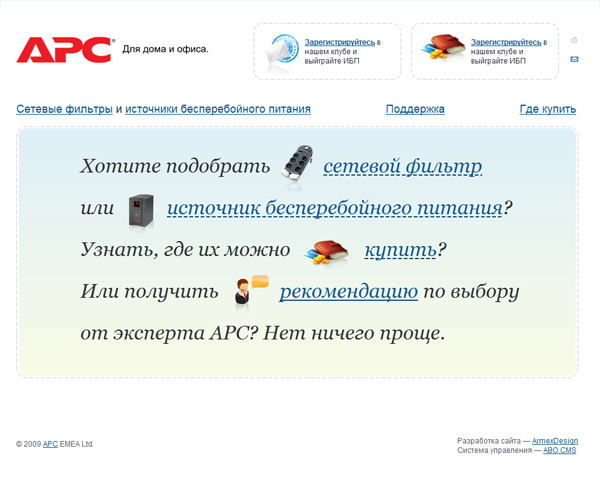 APC® Для дома и офиса.
Зарегистрируйтесь в
нашем клубе и
выйграйте ИБП
Зарегистрируйтесь в
нашем клубе и
выйграйте ИБП
Сетевые фильтры и источники бесперебойного питания
Поддержка
Где купить
Хотите подобрать сетевой фильтр
или источник бесперебойного питания?
Узнать, где их можно купить?
Или получить рекомендацию по выбору
от эксперта APC? Нет ничего проще.
© 2009 APC EMEA Ltd.
Разработка сайта — ArmexDesign
Система управления — ABO CMS